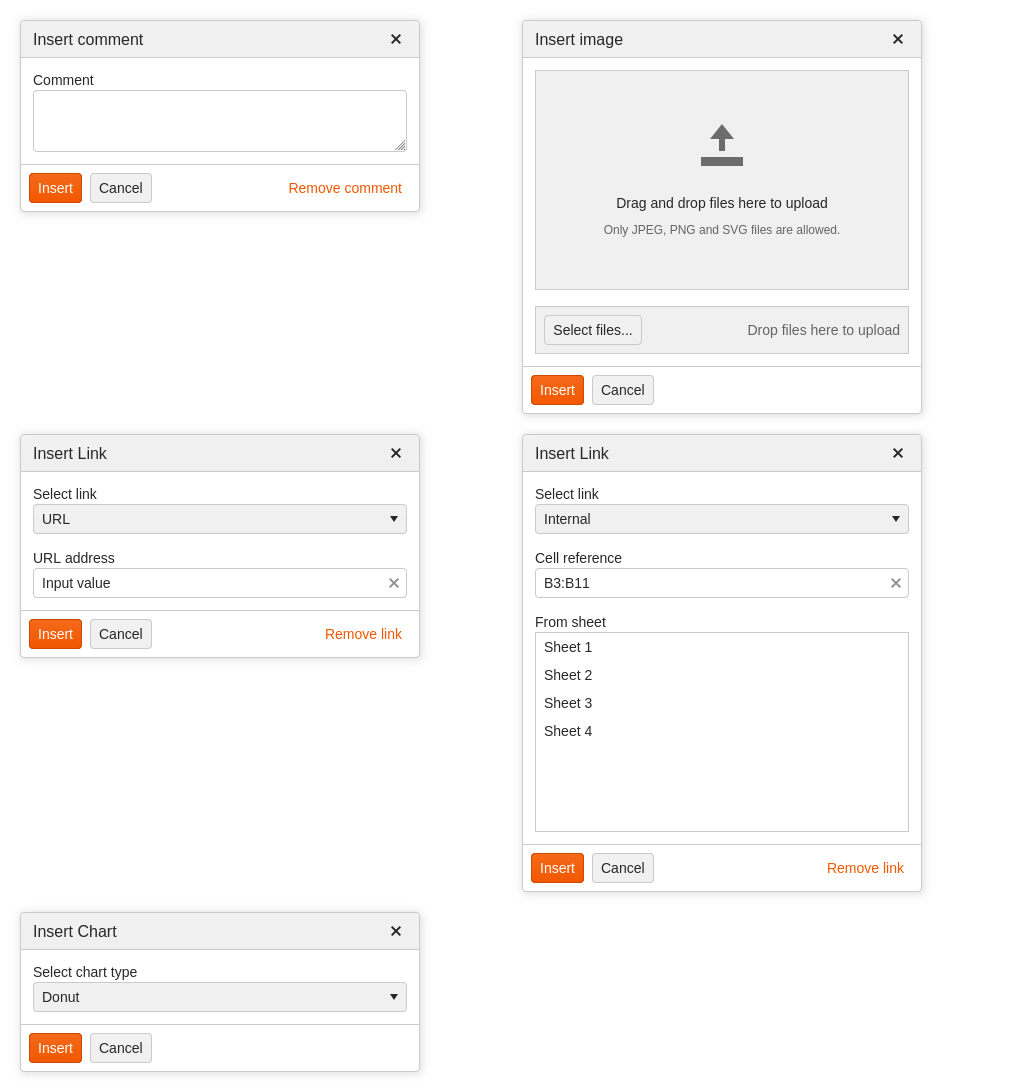 Insert comment
Comment
Insert
Cancel
Remove comment
Insert image
Drag and drop files here to upload
Only JPEG, PNG and SVG files are allowed.
Select files...
Drop files here to upload
Insert
Cancel
Insert Link
Select link
URL
URL address
Input value
Insert
Cancel
Remove link
Insert Link
Select link
Internal
Cell reference
B3:B11
From sheet
Sheet 1
Sheet 2
Sheet 3
Sheet 4
Insert
Cancel
Remove link
Insert Chart
Select chart type
Donut
Insert
Cancel